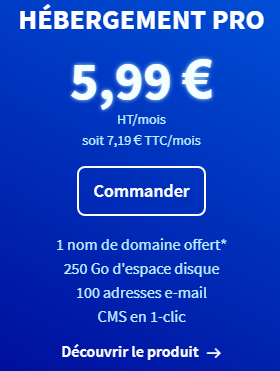 HÉBERGEMENT PRO
5,99 €
HT/mois
soit 7,19 € TTC/mois
Commander
1 nom de domaine offert*
250 Go d'espace disque
100 adresses e-mail
CMS en 1-clic
Découvrir le produit →